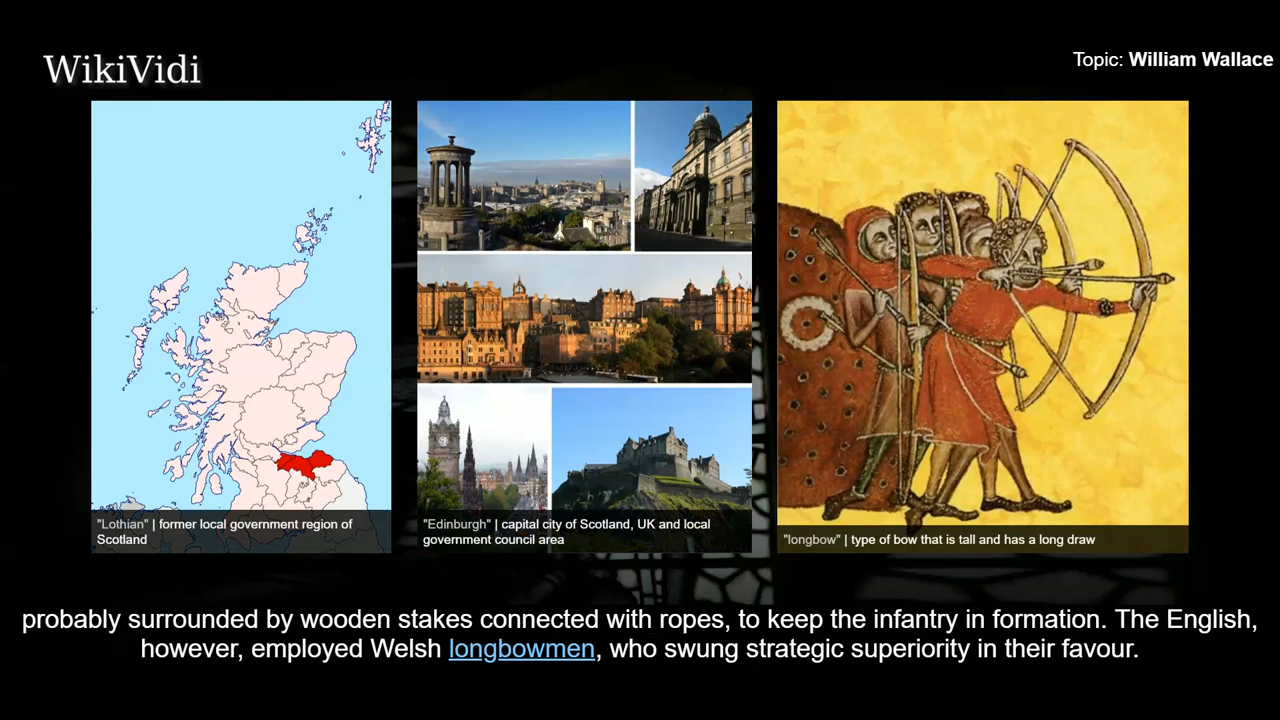 WikiVidi
Topic: William Wallace
"Lothian" | former local government region of
Scotland
"Edinburgh" | capital city of Scotland, UK and local
government council area
"longbow" | type of bow that is tall and has a long draw
probably surrounded by wooden stakes connected with ropes, to keep the infantry in formation. The English,
however, employed Welsh longbowmen, who swung strategic superiority in their favour.